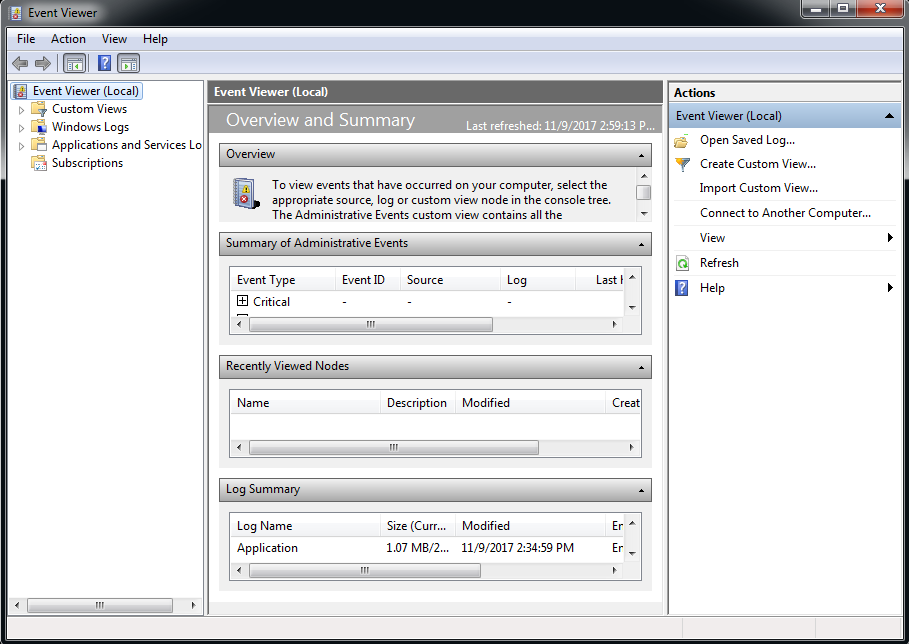 Event Viewer
File Action View Help
Event Viewer (Local)
Custom Views
Windows Logs
Applications and Services Lo
Subscriptions
Event Viewer (Local)
Overview and Summary
Last refreshed: 11/9/2017 2:59:13 P...
Overview
To view events that have occurred on your computer, select the
appropriate source, log or custom view node in the console tree.
The Administrative Events custom view contains all the
Summary of Administrative Events
Event Type Event ID Source Log Last H
Critical - - -
Recently Viewed Nodes
Name Description Modified Creat
Log Summary
Log Name Size (Curr... Modified Er
Application 1.07 MB/2... 11/9/2017 2:34:59 PM Er
Actions
Event Viewer (Local)
Open Saved Log...
Create Custom View...
Import Custom View...
Connect to Another Computer...
View
Refresh
Help